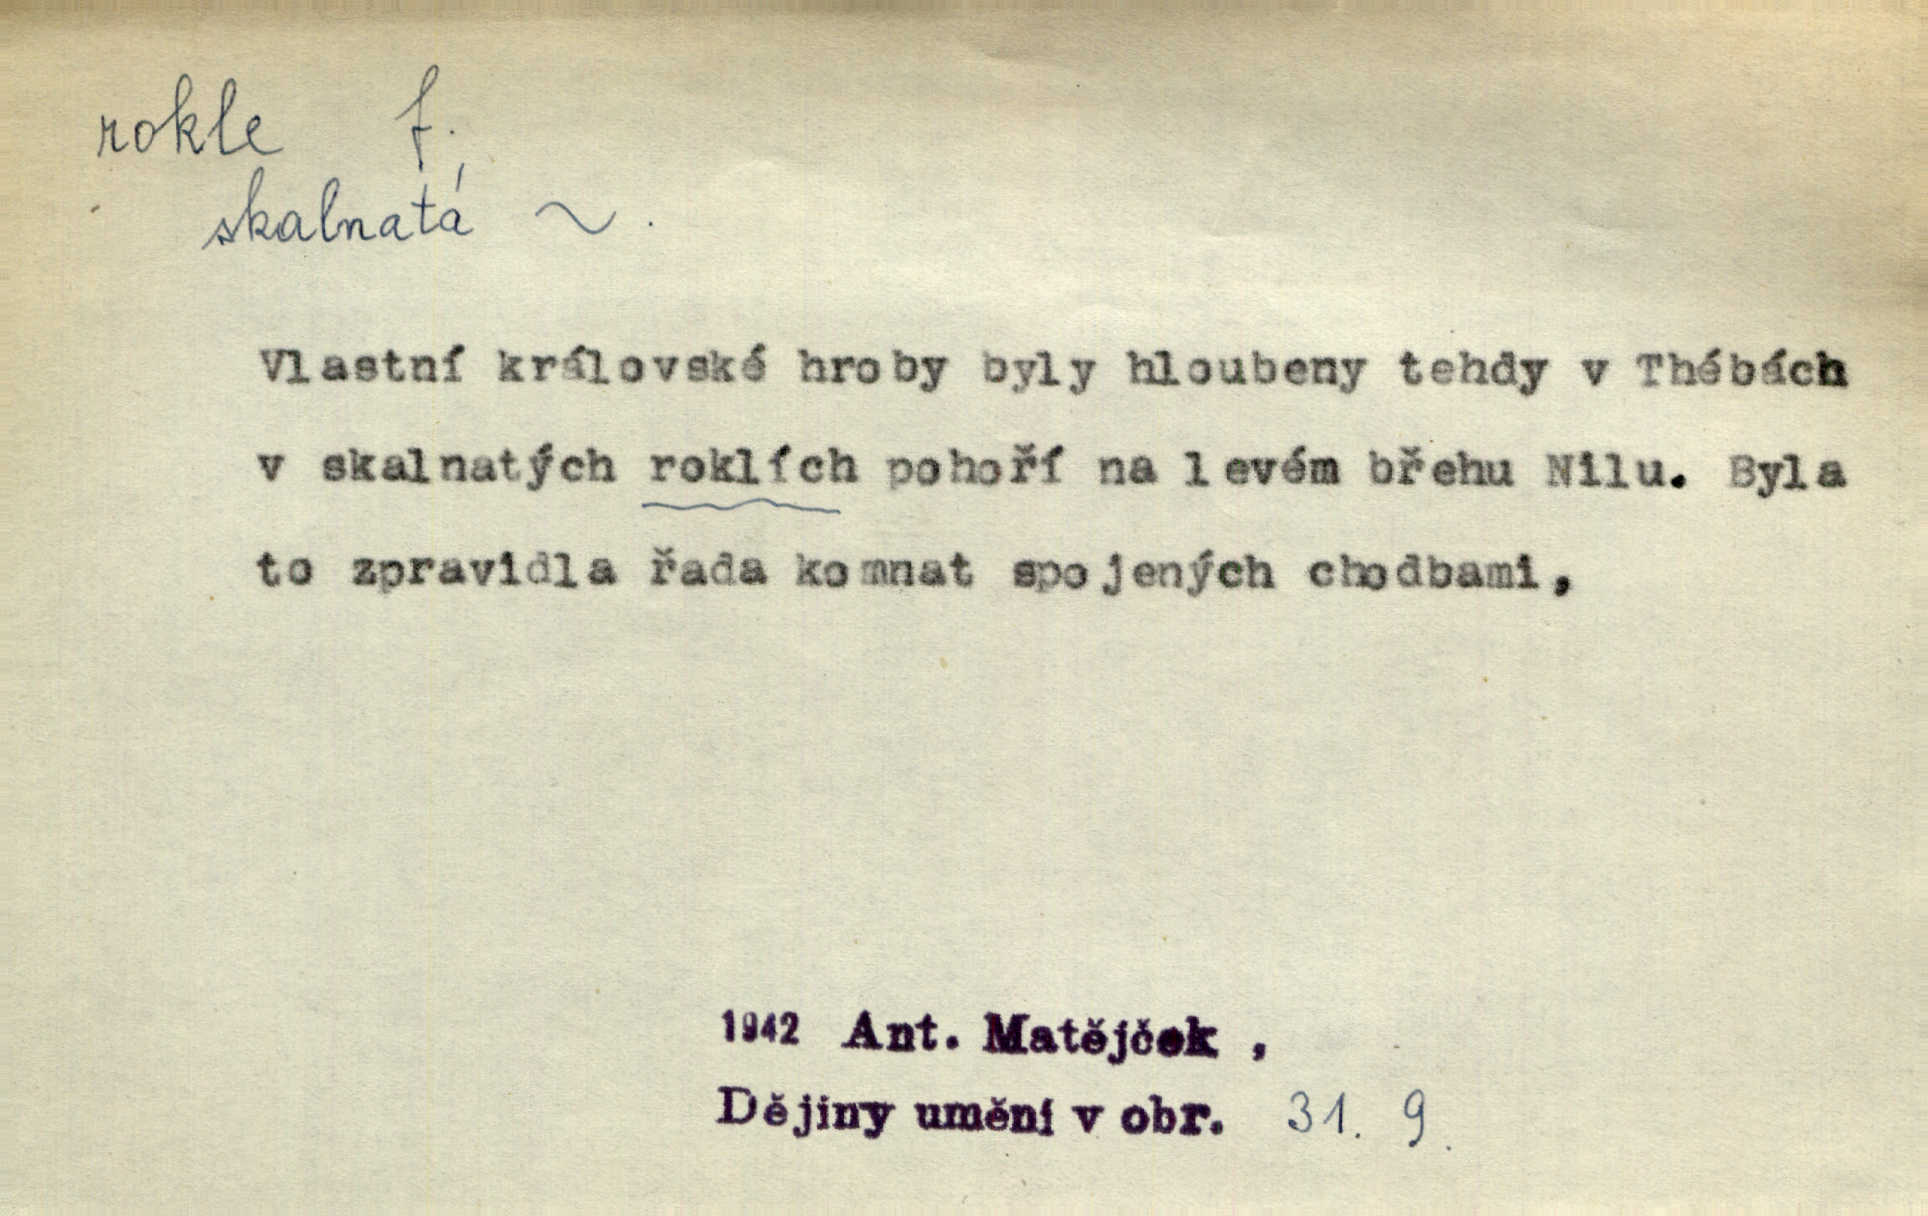 rokle f.
skalnatá ~.
Vlastní královské hroby byly hloubeny tehdy v Thébách
v skalnatých roklích pohoří na levém břehu Nilu. Byla
to zpravidla řada komnat spojených chodbami,
1942 Ant. Matějček ,
Dějiny umění v obr. 31. 9.